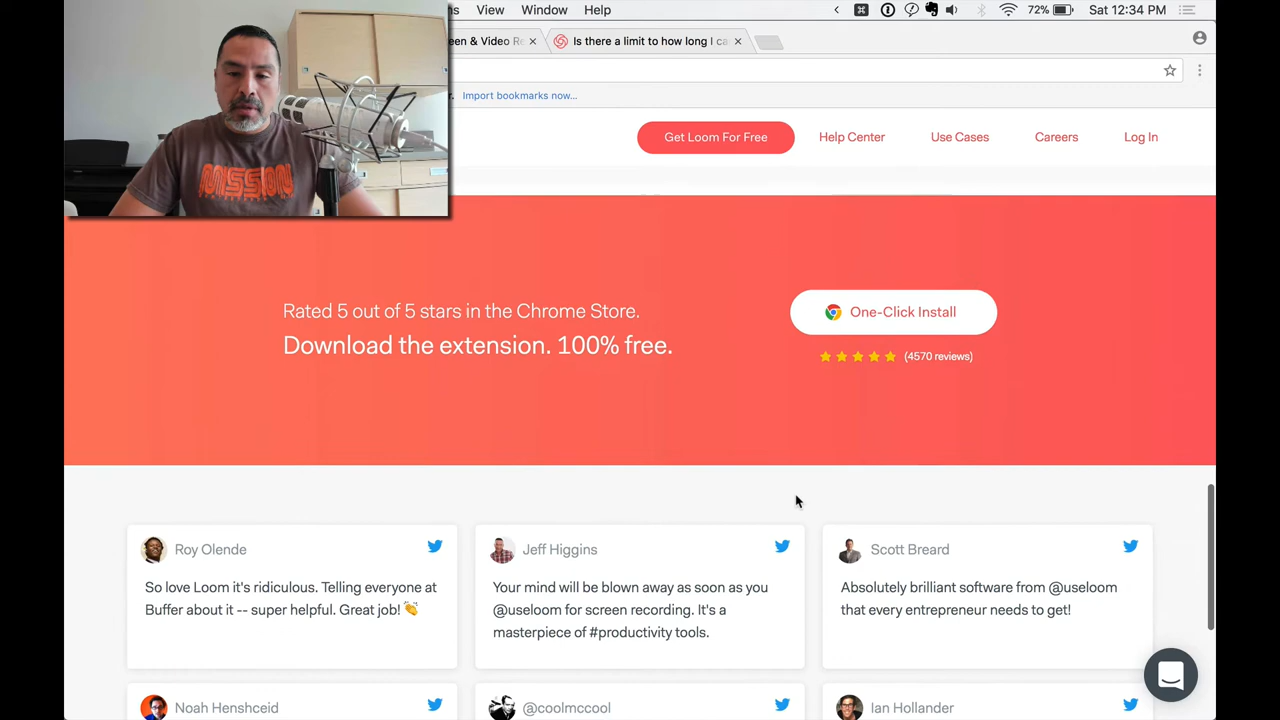 View Window Help
72% Sat 12:34 PM
een & Video Re Is there a limit to how long I ca
Import bookmarks now...
Get Loom For Free Help Center Use Cases Careers Log In
MISSION
Rated 5 out of 5 stars in the Chrome Store.
Download the extension. 100% free.
One-Click Install
(4570 reviews)
Roy Olende
So love Loom it's ridiculous. Telling everyone at
Buffer about it -- super helpful. Great job! 👏
Jeff Higgins
Your mind will be blown away as soon as you
@useloom for screen recording. It's a
masterpiece of #productivity tools.
Scott Breard
Absolutely brilliant software from @useloom
that every entrepreneur needs to get!
Noah Henshceid
@coolmccool
Ian Hollander